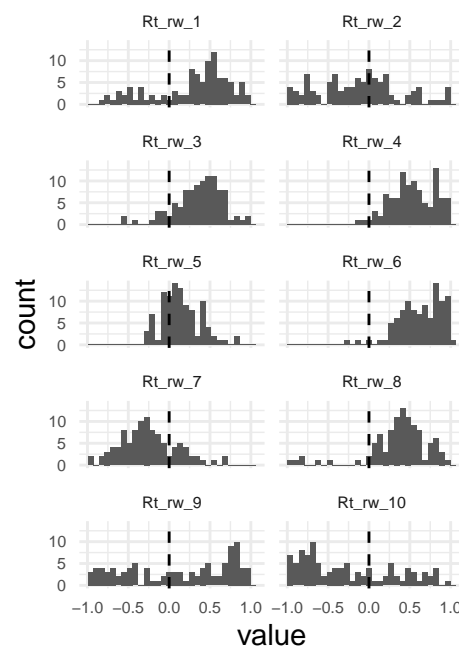 Rt_rw_1 Rt_rw_2
10
5
0
Rt_rw_3 Rt_rw_4
10
5
0
Rt_rw_5 Rt_rw_6
10
5
0
Rt_rw_7 Rt_rw_8
10
5
0
Rt_rw_9 Rt_rw_10
10
5
0
−1.0 −0.5 0.0 0.5 1.0 −1.0 −0.5 0.0 0.5 1.0
count
value